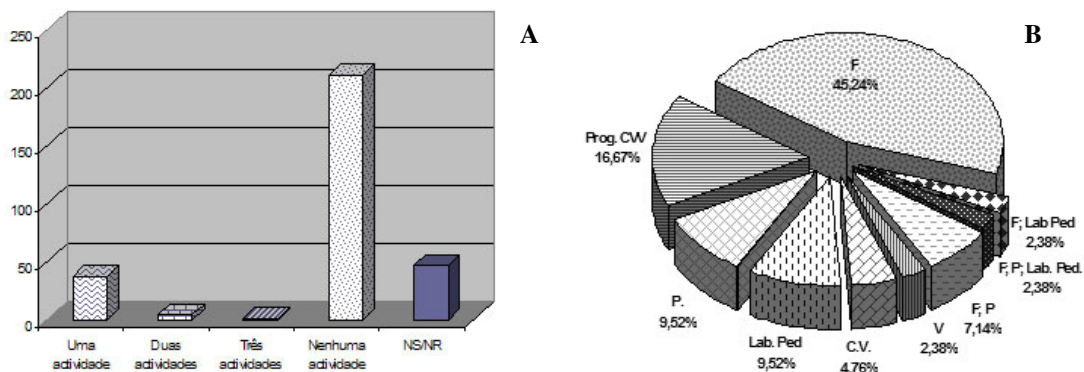 A
250
200
150
100
50
0
Uma
actividade
Duas
actividades
Três
actividades
Nenhuma
actividade
NS/NR
B
F
45,24%
Prog. CVV
16,67%
P.
9,52%
Lab. Ped
9,52%
C.V.
4,76%
V
2,38%
F; P
7,14%
F; P; Lab. Ped.
2,38%
F; Lab Ped
2,38%